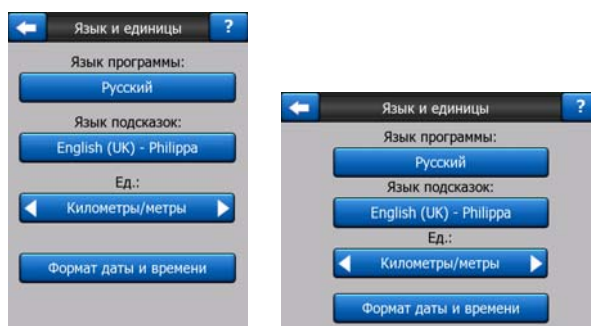 Язык и единицы ?
Язык программы:
Русский
Язык подсказок:
English (UK) - Philippa
Ед.:
Километры/метры
Формат даты и времени
Язык и единицы ?
Язык программы:
Русский
Язык подсказок:
English (UK) - Philippa
Ед.:
Километры/метры
Формат даты и времени